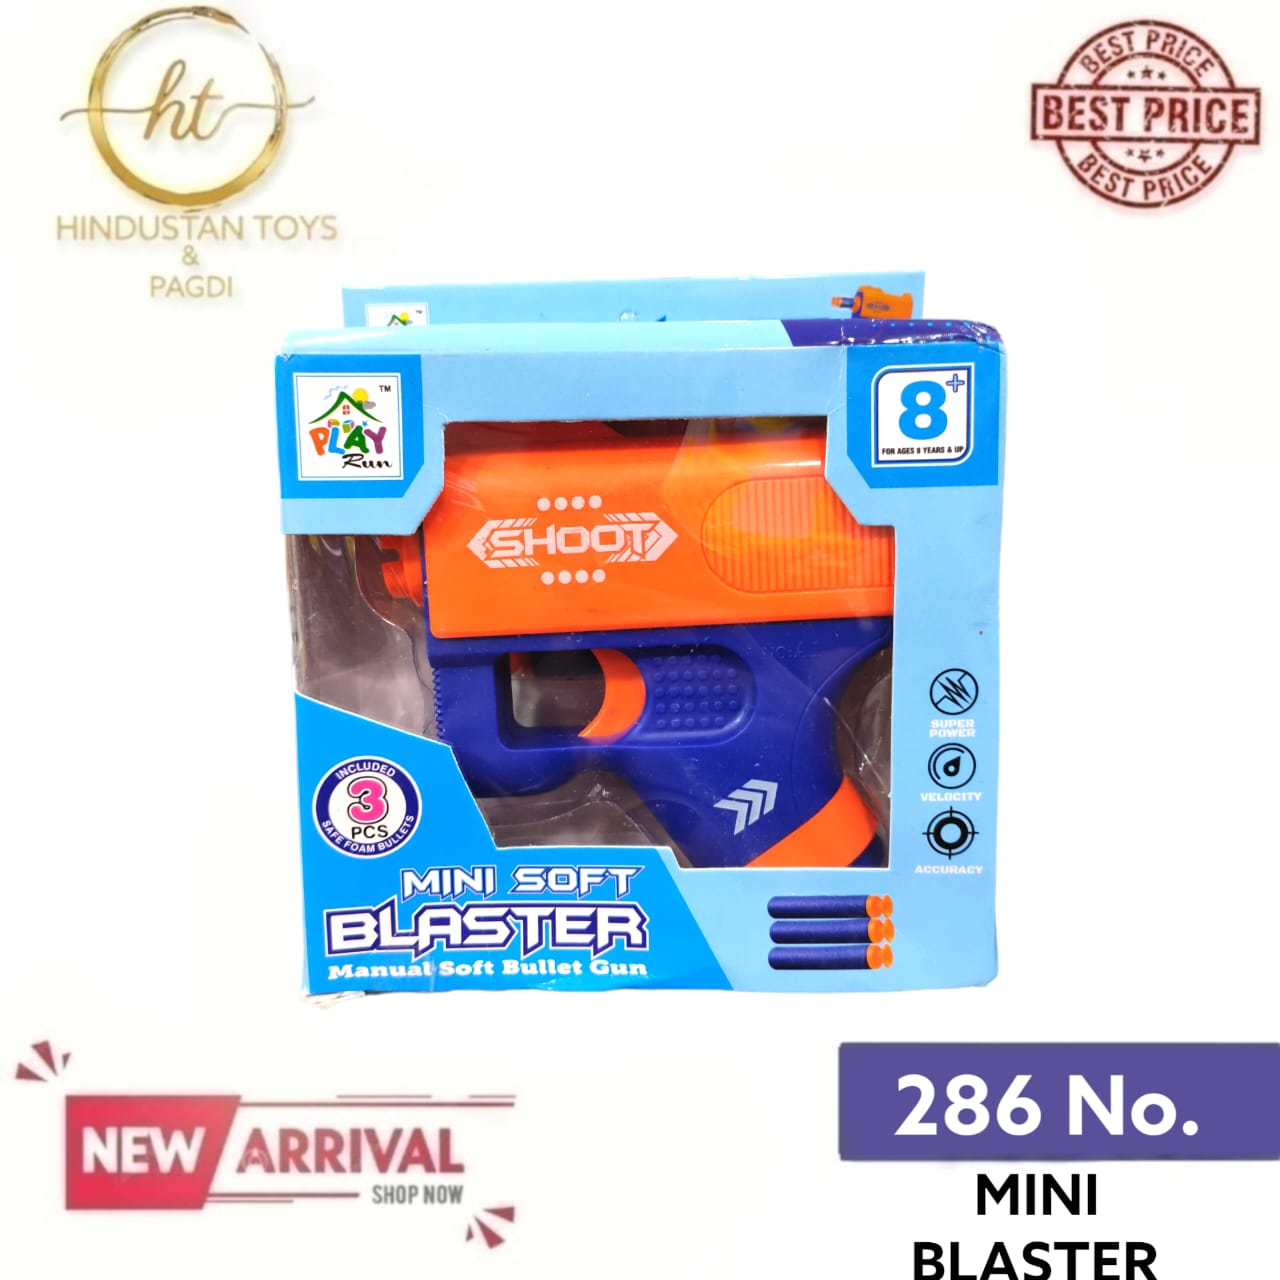 ht
HINDUSTAN TOYS
&
PAGDI
BEST PRICE
BEST PRICE
BEST PRICE
TM
PLAY
Run
8+
FOR AGES 8 YEARS & UP
SHOOT
SUPER
POWER
VELOCITY
ACCURACY
INCLUDED
3
PCS
SAFE FOAM BULLETS
MINI SOFT
BLASTER
Manual Soft Bullet Gun
NEW ARRIVAL
SHOP NOW
286 No.
MINI
BLASTER